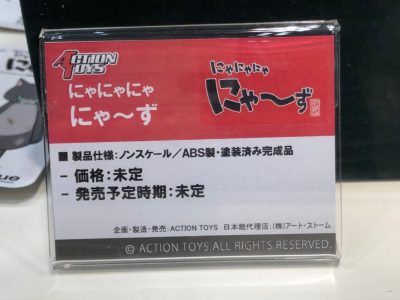 ACTION TOYS
にゃにゃにゃ
にゃ～ず
にゃにゃにゃ
にゃ～ず
■ 製品仕様:ノンスケール／ABS製・塗装済み完成品
- 価格:未定
- 発売予定時期:未定
企画・製造・発売:ACTION TOYS 日本総代理店:(株)アート・ストーム
© ACTION TOYS.ALL RIGHTS RESERVED.
ue